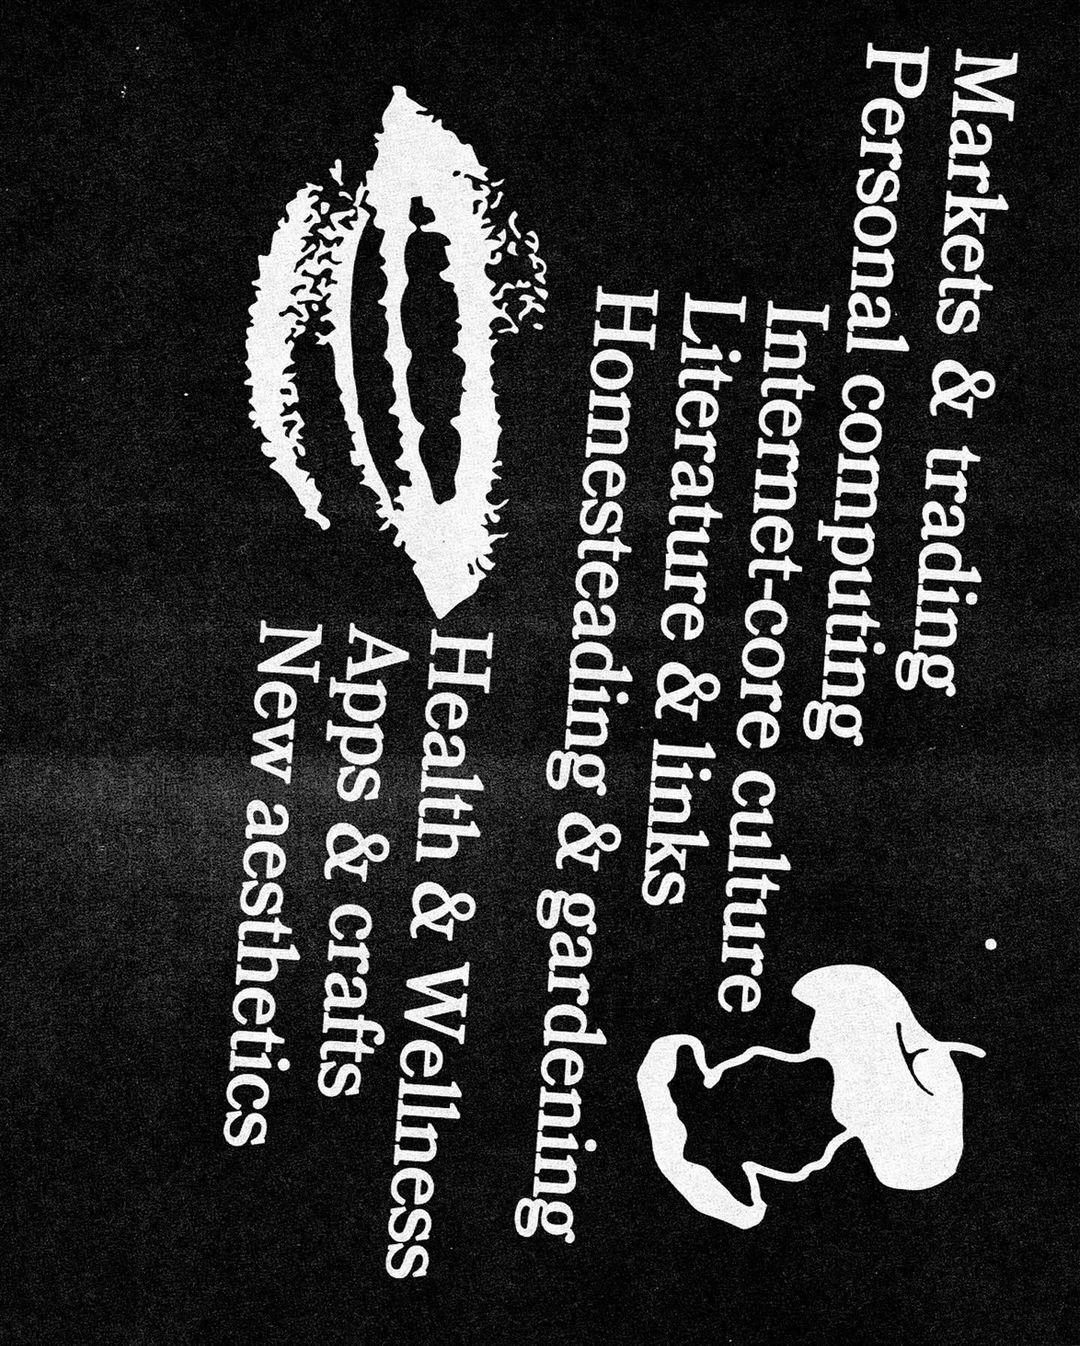 Markets & trading
Personal computing
Internet-core culture
Literature & links
Homesteading & gardening
Health & Wellness
Apps & crafts
New aesthetics